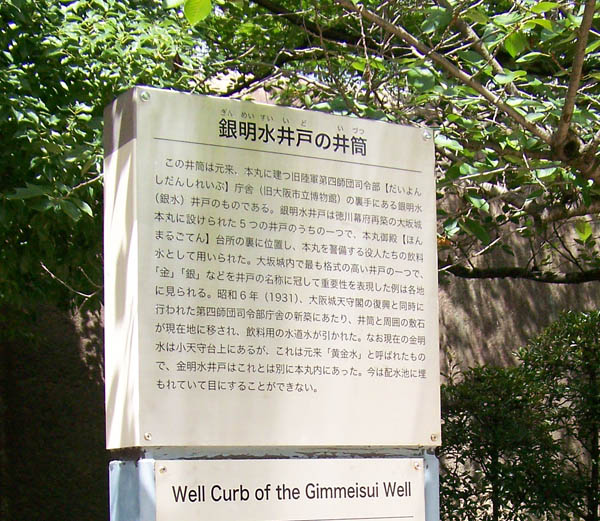 ぎん めい すい い ど い づつ
銀明水井戸の井筒
この井筒は元来、本丸に建つ旧陸軍第四師団司令部【だいよん
しだんしれいぶ】庁舎（旧大阪市立博物館）の裏手にある銀明水
（銀水）井戸のものである。銀明水井戸は徳川幕府再築の大坂城
本丸に設けられた５つの井戸のうちの一つで、本丸御殿【ほん
まるごてん】台所の裏に位置し、本丸を警備する役人たちの飲料
水として用いられた。大坂城内で最も格式の高い井戸の一つで、
「金」「銀」などを井戸の名称に冠して重要性を表現した例は各地
に見られる。昭和６年（1931）、大阪城天守閣の復興と同時に
行われた第四師団司令部庁舎の新築にあたり、井筒と周囲の敷石
が現在地に移され、飲料用の水道水が引かれた。なお現在の金明
水は小天守台上にあるが、これは元来「黄金水」と呼ばれたもの
で、金明水井戸はこれとは別に本丸内にあった。今は配水池に埋
もれていて目にすることができない。
Well Curb of the Gimmeisui Well